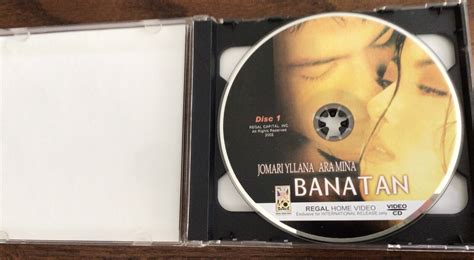 Disc 1
REGAL CAPITAL, INC.
All Rights Reserved
JOMARI YLLANA ARA MINA
BANATAN
REGAL HOME VIDEO
Exclusive for INTERNATIONAL RELEASE only
VIDEO
CD